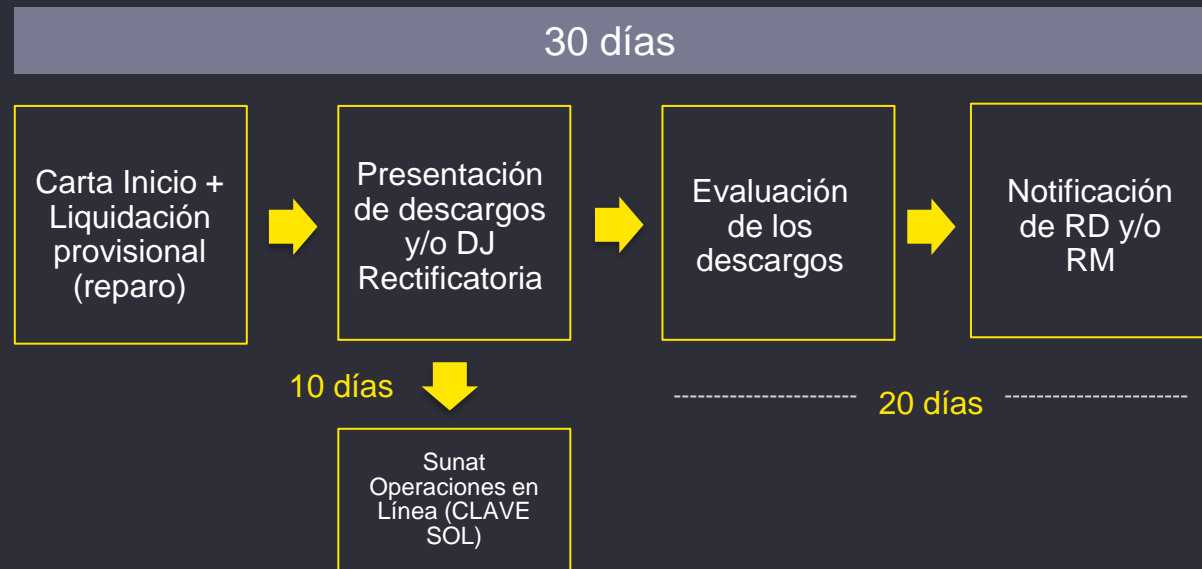 30 días
Carta Inicio +
Liquidación
provisional
(reparo)
Presentación
de descargos
y/o DJ
Rectificatoria
Evaluación
de los
descargos
Notificación
de RD y/o
RM
10 días
20 días
Sunat
Operaciones en
Línea (CLAVE
SOL)